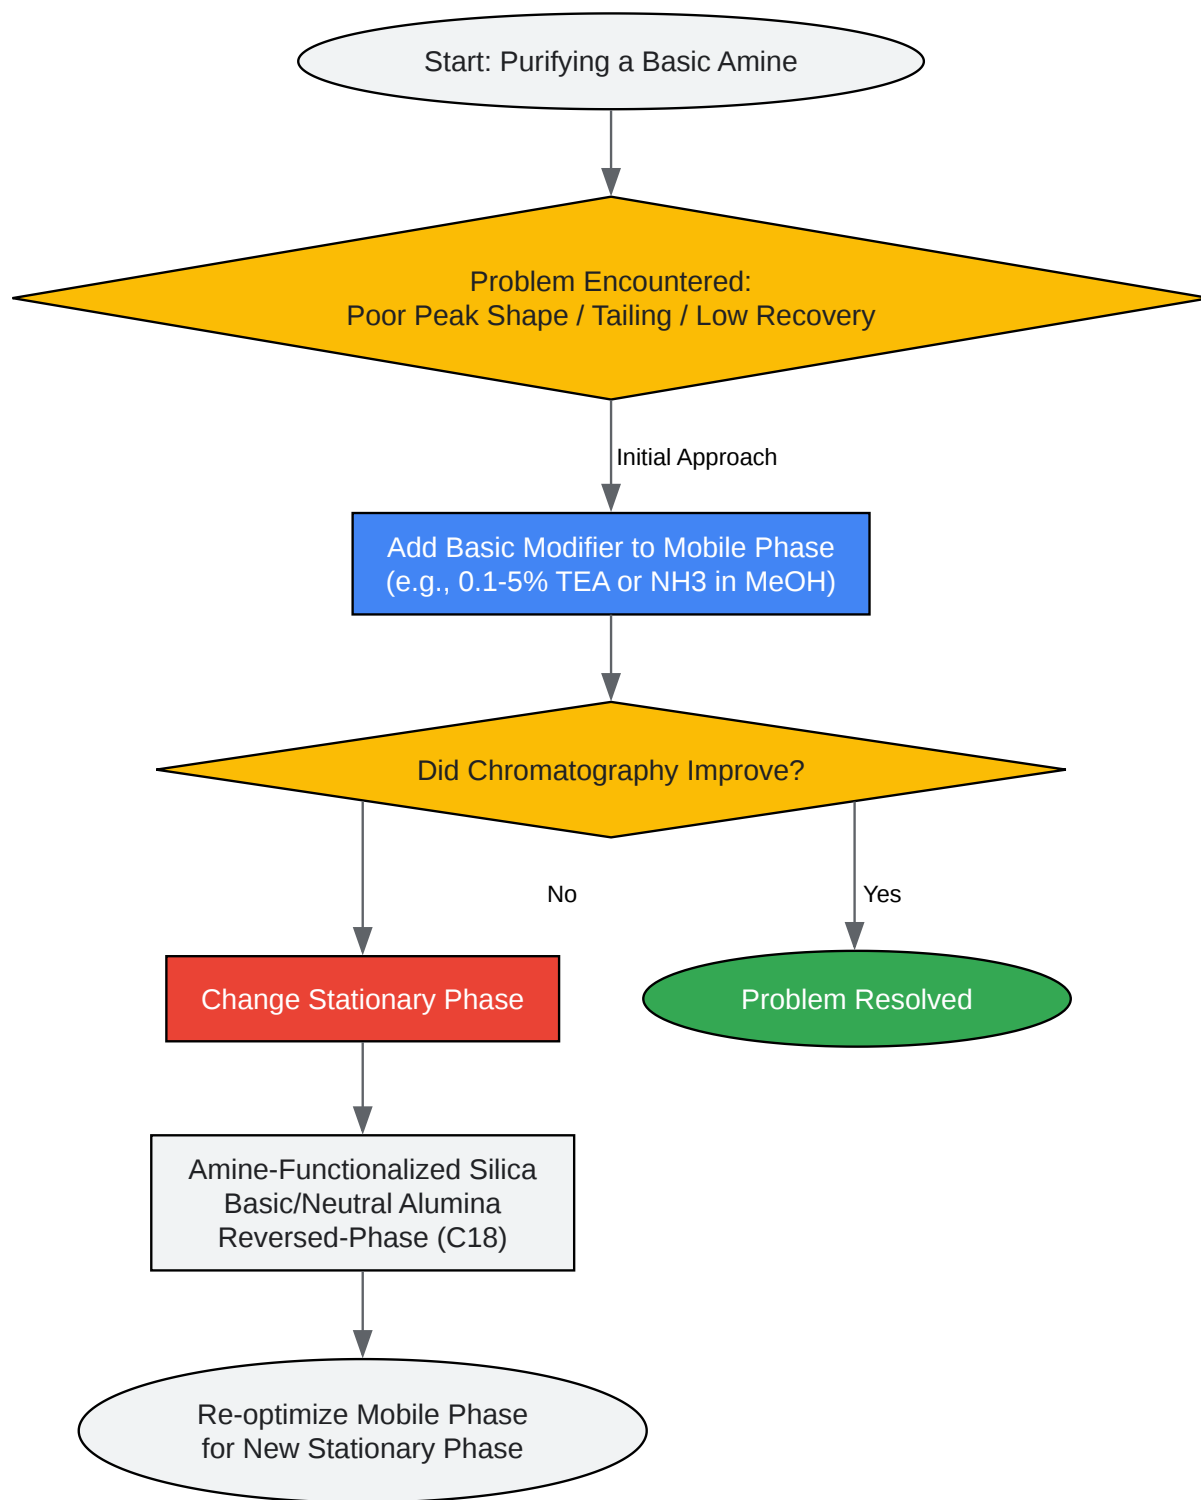 Start: Purifying a Basic Amine
Problem Encountered:
Poor Peak Shape / Tailing / Low Recovery
Initial Approach
Add Basic Modifier to Mobile Phase
(e.g., 0.1-5% TEA or NH3 in MeOH)
Did Chromatography Improve?
No
Yes
Change Stationary Phase
Problem Resolved
Amine-Functionalized Silica
Basic/Neutral Alumina
Reversed-Phase (C18)
Re-optimize Mobile Phase
for New Stationary Phase